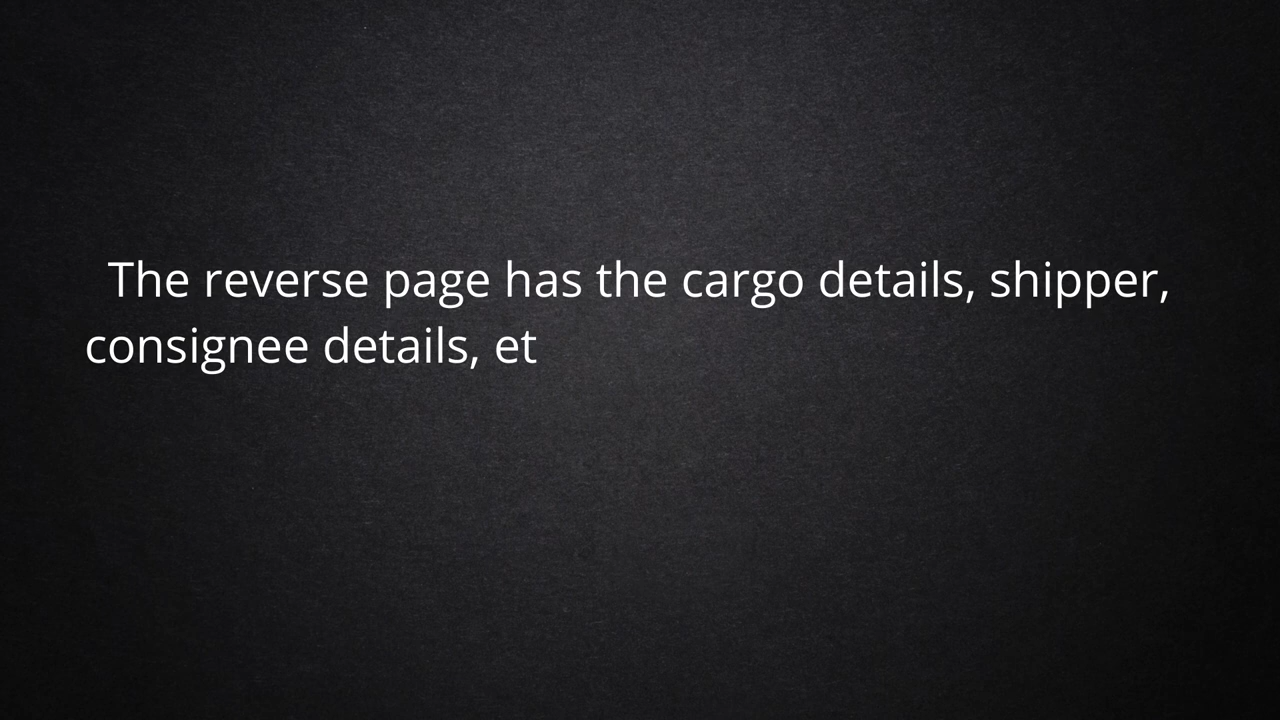 The reverse page has the cargo details, shipper,
consignee details, et